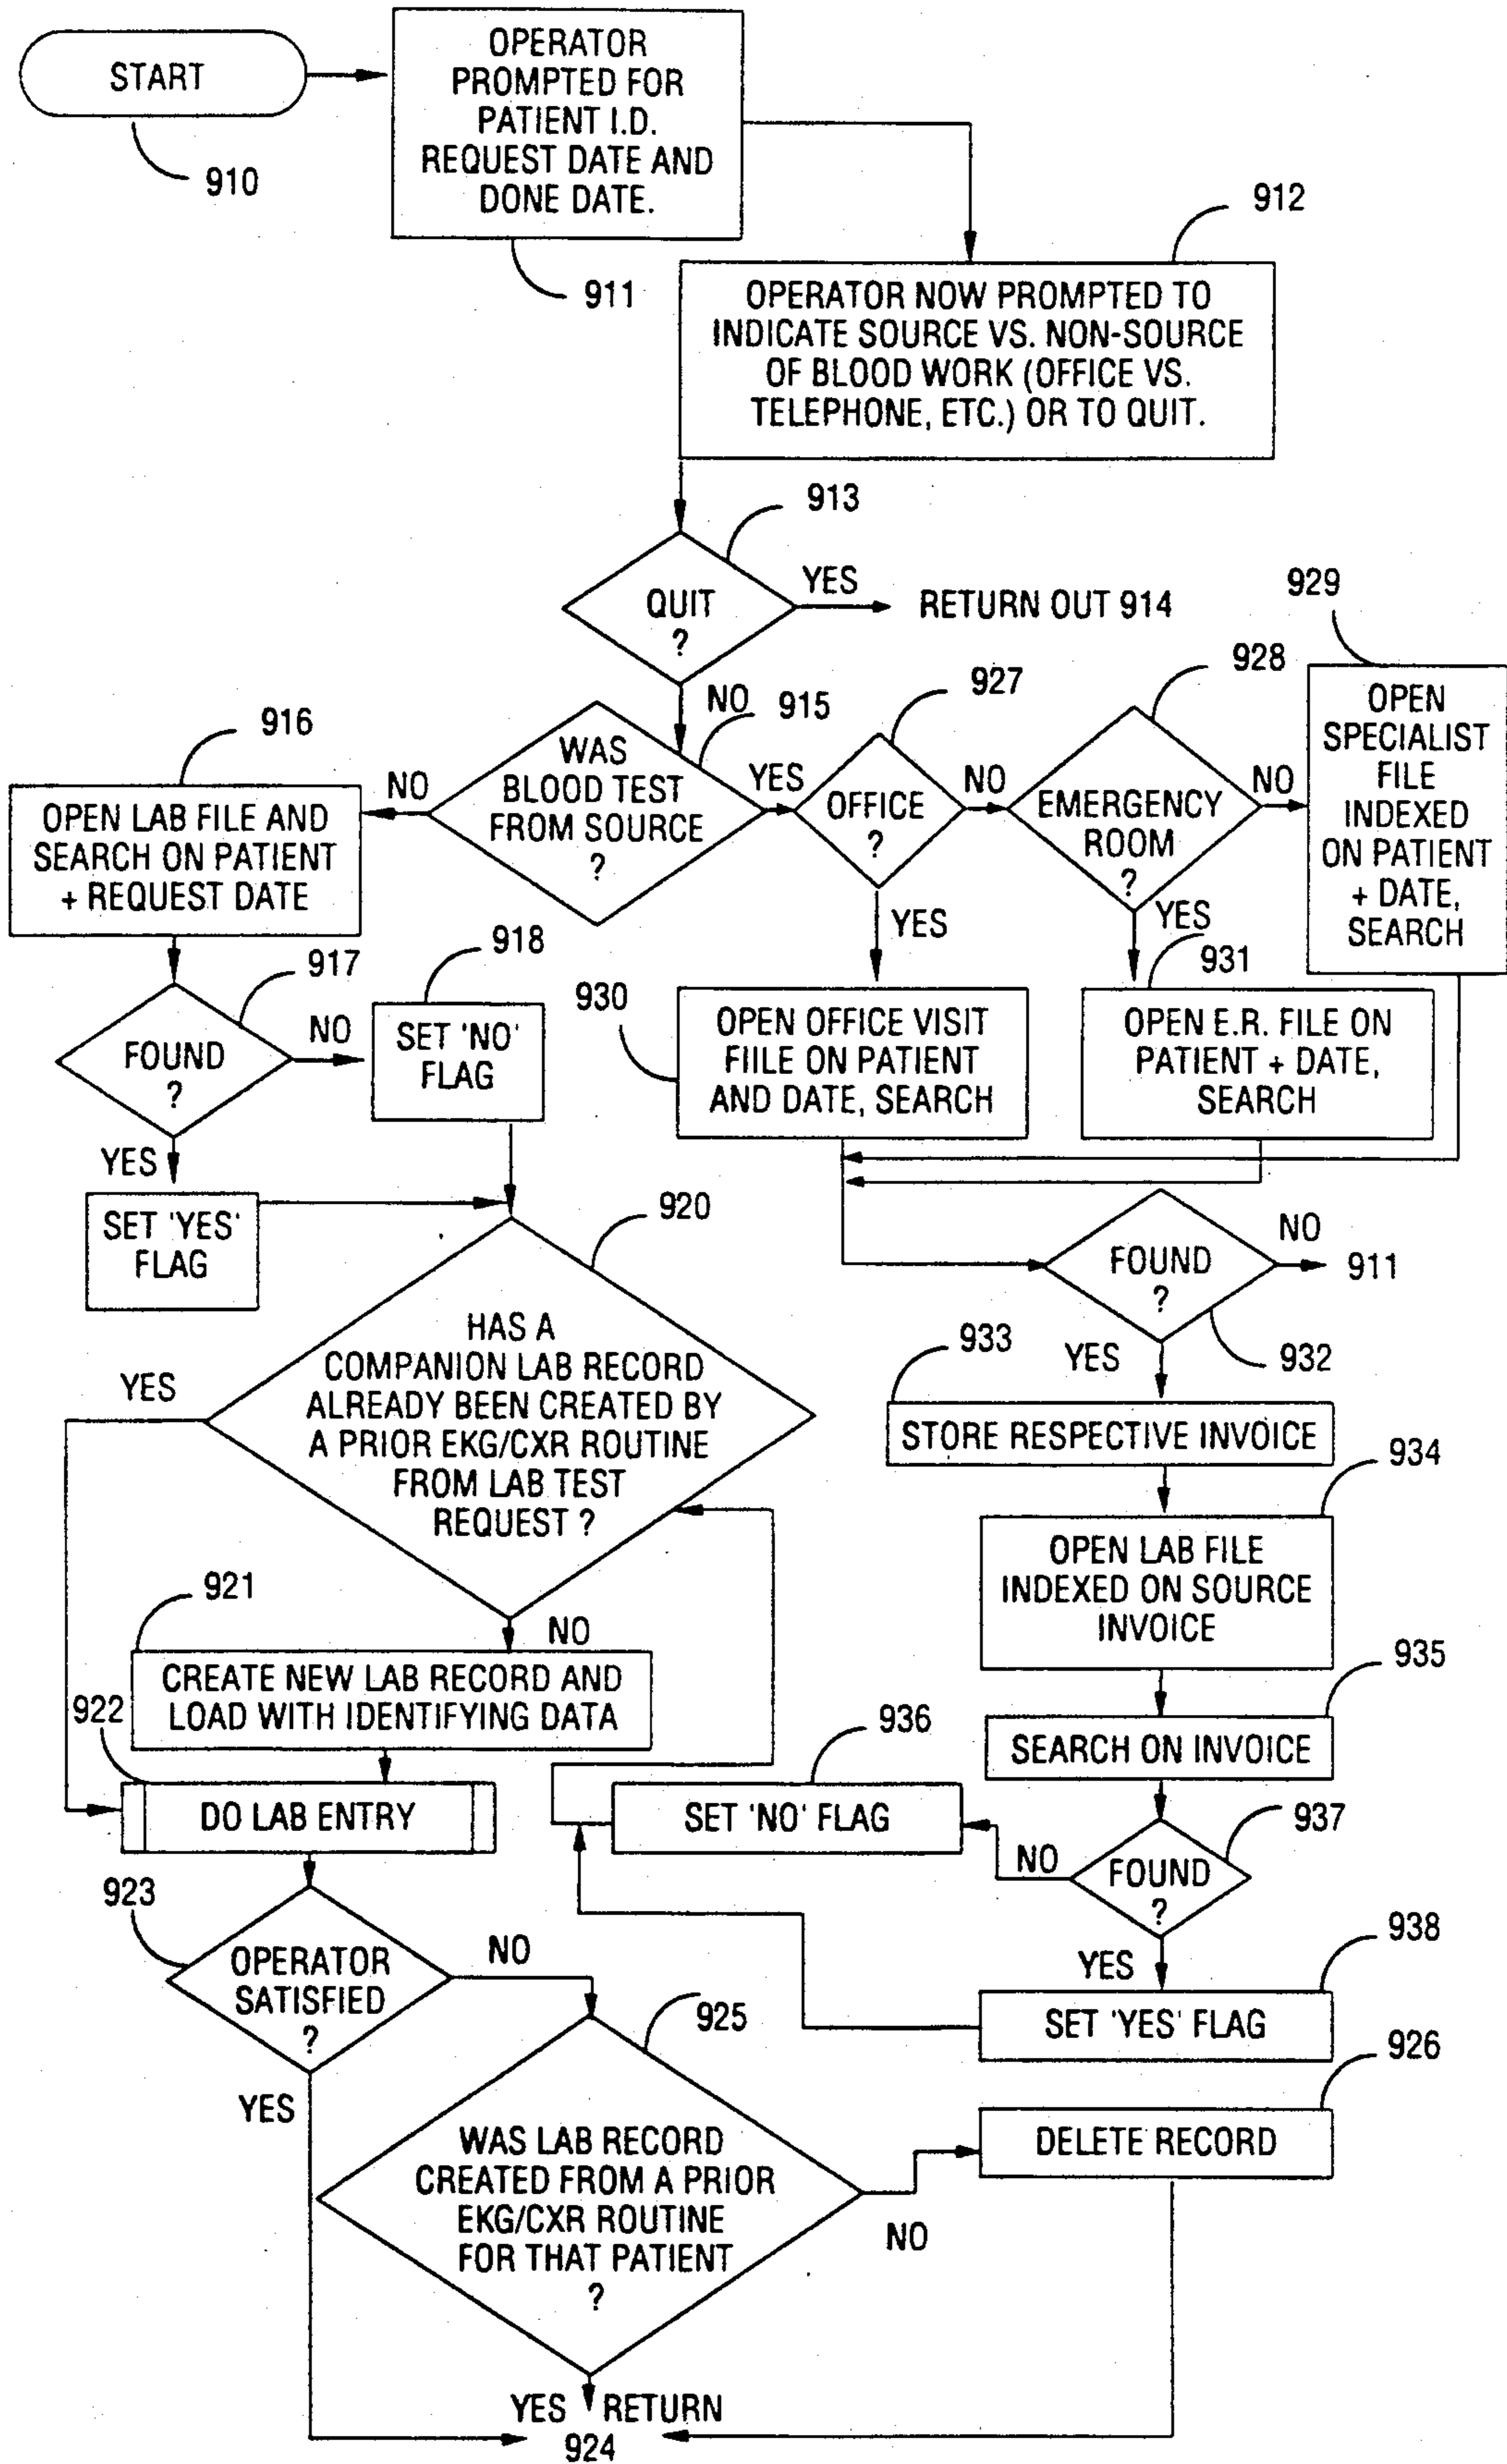 START
910
OPERATOR
PROMPTED FOR
PATIENT I.D.
REQUEST DATE AND
DONE DATE.
911
912
OPERATOR NOW PROMPTED TO
INDICATE SOURCE VS. NON-SOURCE
OF BLOOD WORK (OFFICE VS.
TELEPHONE, ETC.) OR TO QUIT.
913
QUIT
?
YES
RETURN OUT 914
NO
915
WAS
BLOOD TEST
FROM SOURCE
?
NO
YES
916
OPEN LAB FILE AND
SEARCH ON PATIENT
+ REQUEST DATE
927
OFFICE
?
NO
YES
928
EMERGENCY
ROOM
?
NO
YES
929
OPEN
SPECIALIST
FILE
INDEXED
ON PATIENT
+ DATE,
SEARCH
917
FOUND
?
NO
YES
918
SET 'NO'
FLAG
SET 'YES'
FLAG
930
OPEN OFFICE VISIT
FIILE ON PATIENT
AND DATE, SEARCH
931
OPEN E.R. FILE ON
PATIENT + DATE,
SEARCH
920
HAS A
COMPANION LAB RECORD
ALREADY BEEN CREATED BY
A PRIOR EKG/CXR ROUTINE
FROM LAB TEST
REQUEST ?
YES
NO
FOUND
?
NO
911
932
YES
933
STORE RESPECTIVE INVOICE
934
OPEN LAB FILE
INDEXED ON SOURCE
INVOICE
935
SEARCH ON INVOICE
921
CREATE NEW LAB RECORD AND
LOAD WITH IDENTIFYING DATA
922
DO LAB ENTRY
936
SET 'NO' FLAG
937
FOUND
?
NO
YES
938
SET 'YES' FLAG
923
OPERATOR
SATISFIED
?
NO
YES
925
WAS LAB RECORD
CREATED FROM A PRIOR
EKG/CXR ROUTINE
FOR THAT PATIENT
?
NO
926
DELETE RECORD
YES
RETURN
924